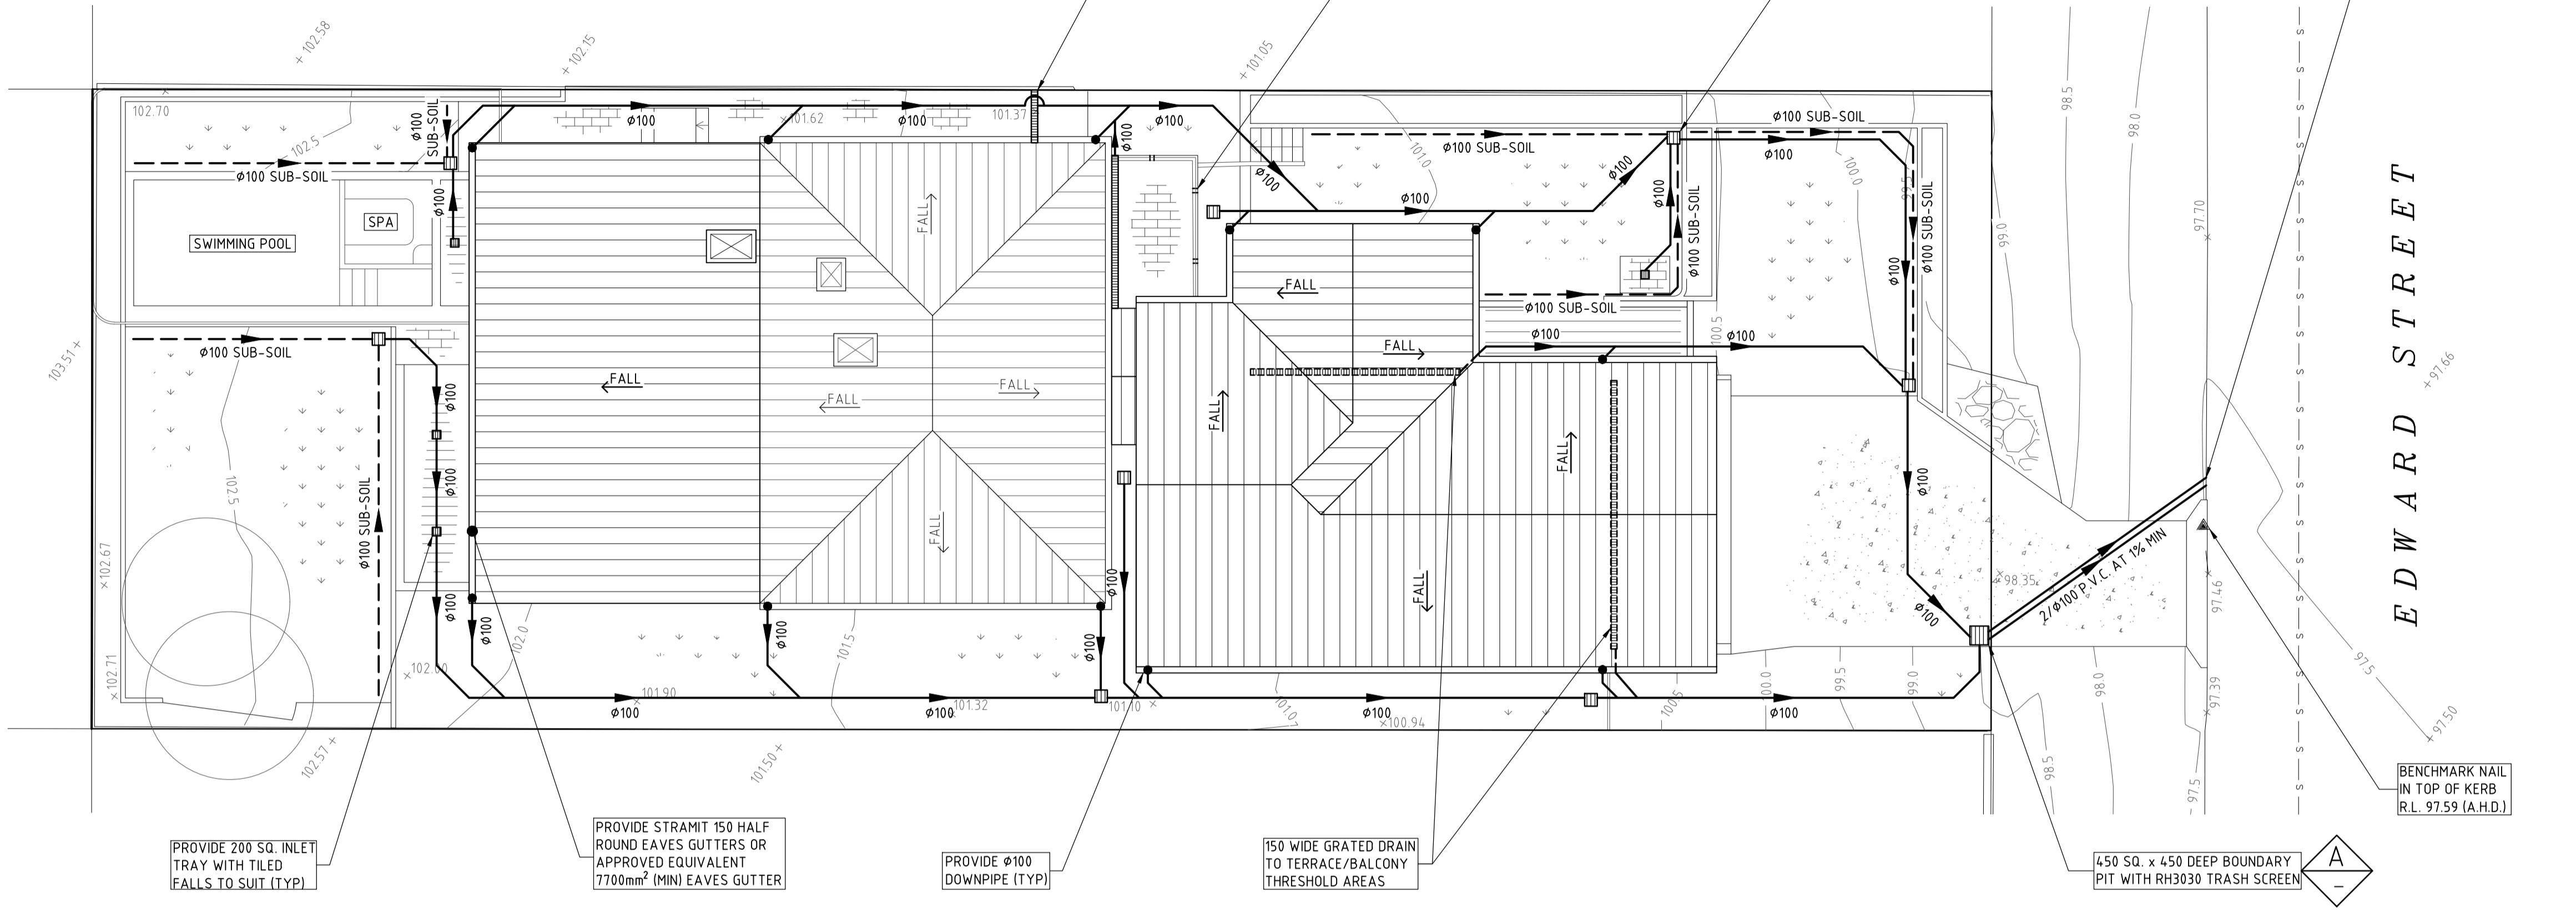 102.58
102.15
101.05
102.70
102.5
Φ100
SUB-SOIL
Φ100
101.62
Φ100
101.37
Φ100
Φ100
Φ100 SUB-SOIL
Φ100 SUB-SOIL
101.0
Φ100
Φ100 SUB-SOIL
Φ100
100.0
99.5
98.5
98.0
97.70
99.0
S
Φ100 SUB-SOIL
SWIMMING POOL
SPA
Φ100
FALL
Φ100
Φ100
Φ100
Φ100 SUB-SOIL
Φ100
FALL
Φ100 SUB-SOIL
Φ100
Φ100
100.5
103.51
Φ100 SUB-SOIL
Φ100
FALL
FALL
FALL
FALL
FALL
FALL
97.66
EDWARD STREET
102.5
Φ100 SUB-SOIL
Φ100
FALL
FALL
FALL
Φ100
2/Φ100 P.V.C. AT 1% MIN
98.35
97.46
102.67
Φ100
Φ100
102.0
Φ100
101.5
Φ100
Φ100
Φ100
102.71
102.00
101.90
Φ100
101.32
Φ100
101.10
101.0
Φ100
100.94
100.5
100.0
Φ100
99.5
99.0
98.0
97.39
97.5
97.50
102.57
101.50
98.5
97.5
BENCHMARK NAIL
IN TOP OF KERB
R.L. 97.59 (A.H.D.)
PROVIDE 200 SQ. INLET
TRAY WITH TILED
FALLS TO SUIT (TYP)
PROVIDE STRAMIT 150 HALF
ROUND EAVES GUTTERS OR
APPROVED EQUIVALENT
7700mm² (MIN) EAVES GUTTER
PROVIDE Φ100
DOWNPIPE (TYP)
150 WIDE GRATED DRAIN
TO TERRACE/BALCONY
THRESHOLD AREAS
450 SQ. x 450 DEEP BOUNDARY
PIT WITH RH3030 TRASH SCREEN
A
-